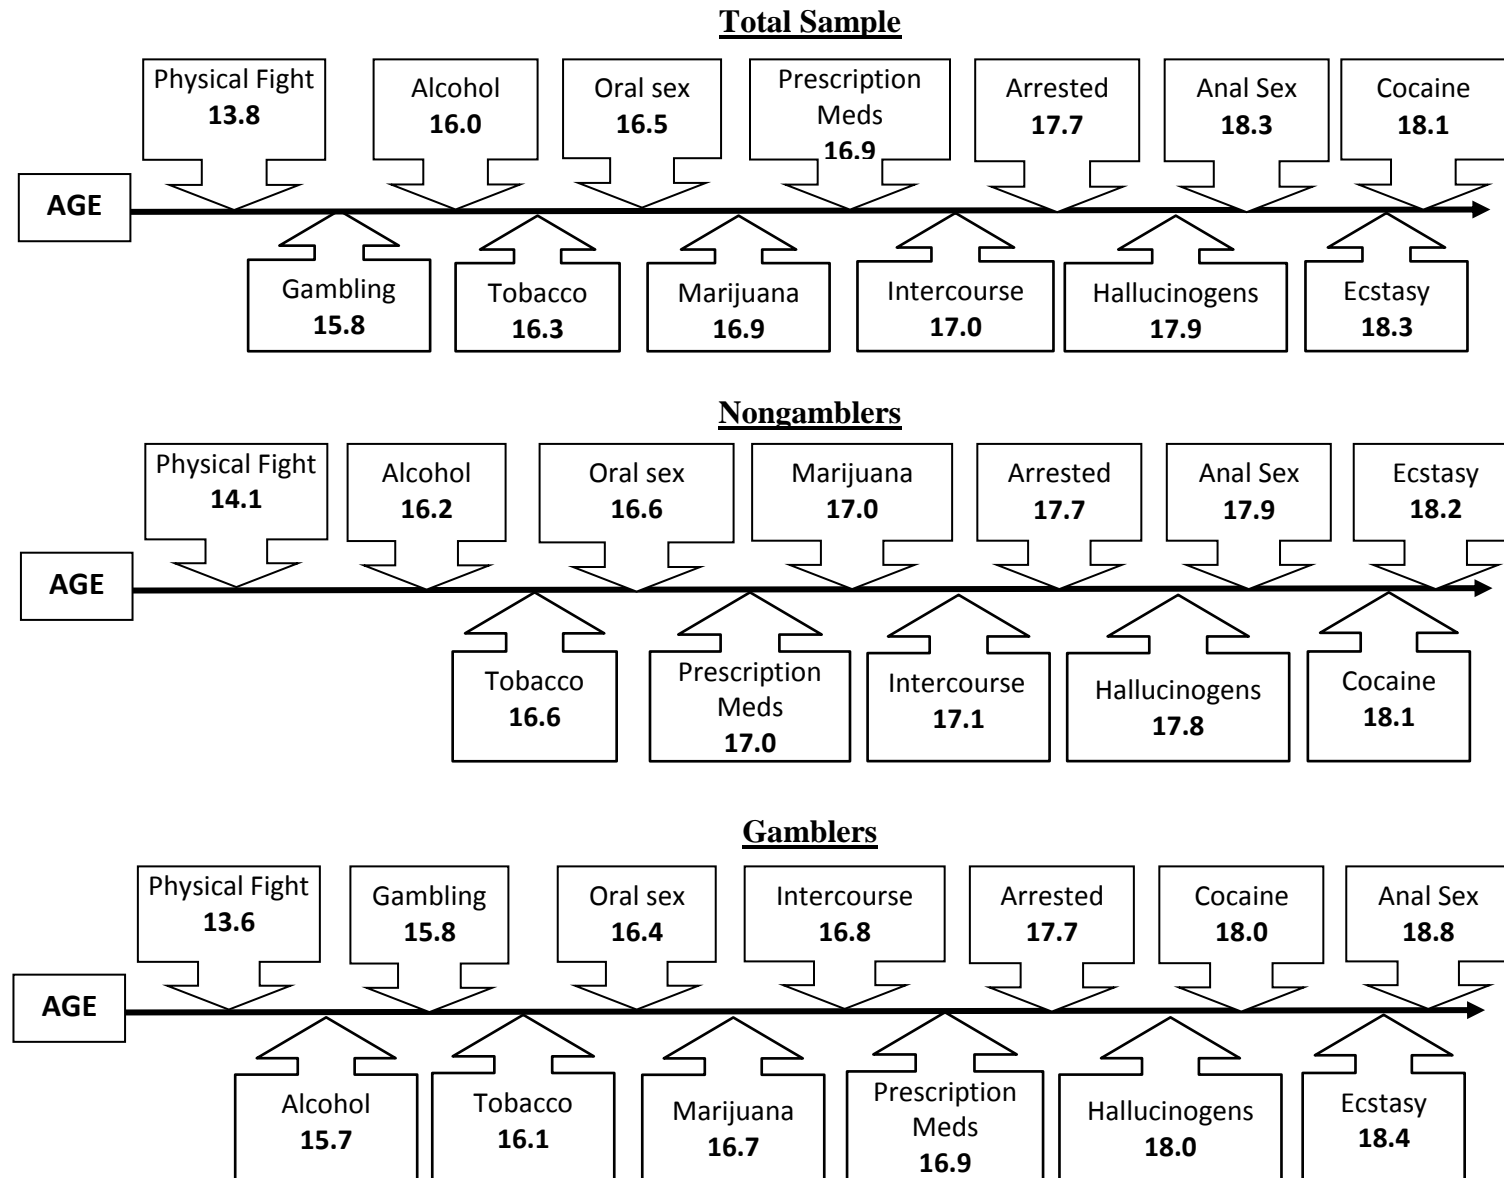 Total Sample
Physical Fight
13.8
Alcohol
16.0
Oral sex
16.5
Prescription
Meds
16.9
Arrested
17.7
Anal Sex
18.3
Cocaine
18.1
AGE
Gambling
15.8
Tobacco
16.3
Marijuana
16.9
Intercourse
17.0
Hallucinogens
17.9
Ecstasy
18.3
Nongamblers
Physical Fight
14.1
Alcohol
16.2
Oral sex
16.6
Marijuana
17.0
Arrested
17.7
Anal Sex
17.9
Ecstasy
18.2
AGE
Tobacco
16.6
Prescription
Meds
17.0
Intercourse
17.1
Hallucinogens
17.8
Cocaine
18.1
Gamblers
Physical Fight
13.6
Gambling
15.8
Oral sex
16.4
Intercourse
16.8
Arrested
17.7
Cocaine
18.0
Anal Sex
18.8
AGE
Alcohol
15.7
Tobacco
16.1
Marijuana
16.7
Prescription
Meds
16.9
Hallucinogens
18.0
Ecstasy
18.4